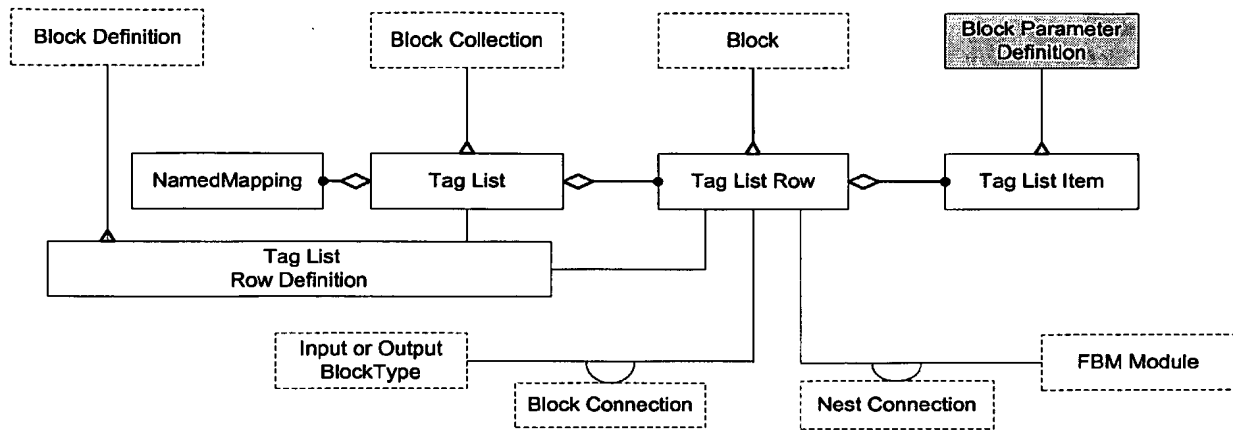 Block Definition
Block Collection
Block
Block Parameter
Definition
NamedMapping
Tag List
Tag List Row
Tag List Item
Tag List
Row Definition
Input or Output
BlockType
FBM Module
Block Connection
Nest Connection